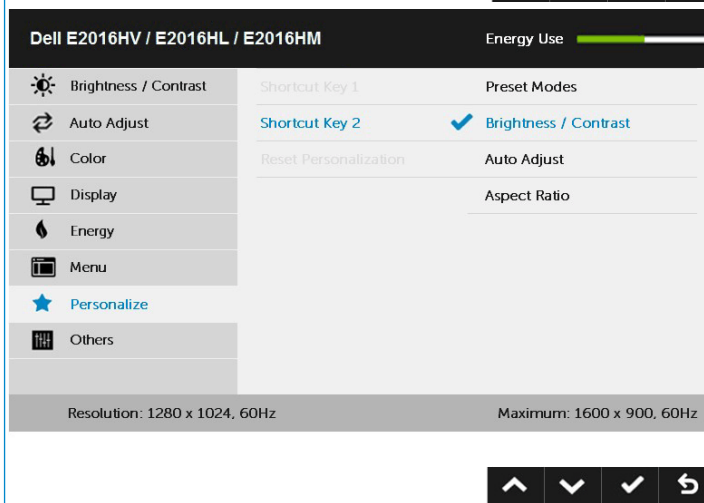 Dell E2016HV / E2016HL / E2016HM Energy Use
Brightness / Contrast Shortcut Key 1 Preset Modes
Auto Adjust Shortcut Key 2 Brightness / Contrast
Color Reset Personalization Auto Adjust
Display Aspect Ratio
Energy
Menu
Personalize
Others
Resolution: 1280 x 1024, 60Hz Maximum: 1600 x 900, 60Hz